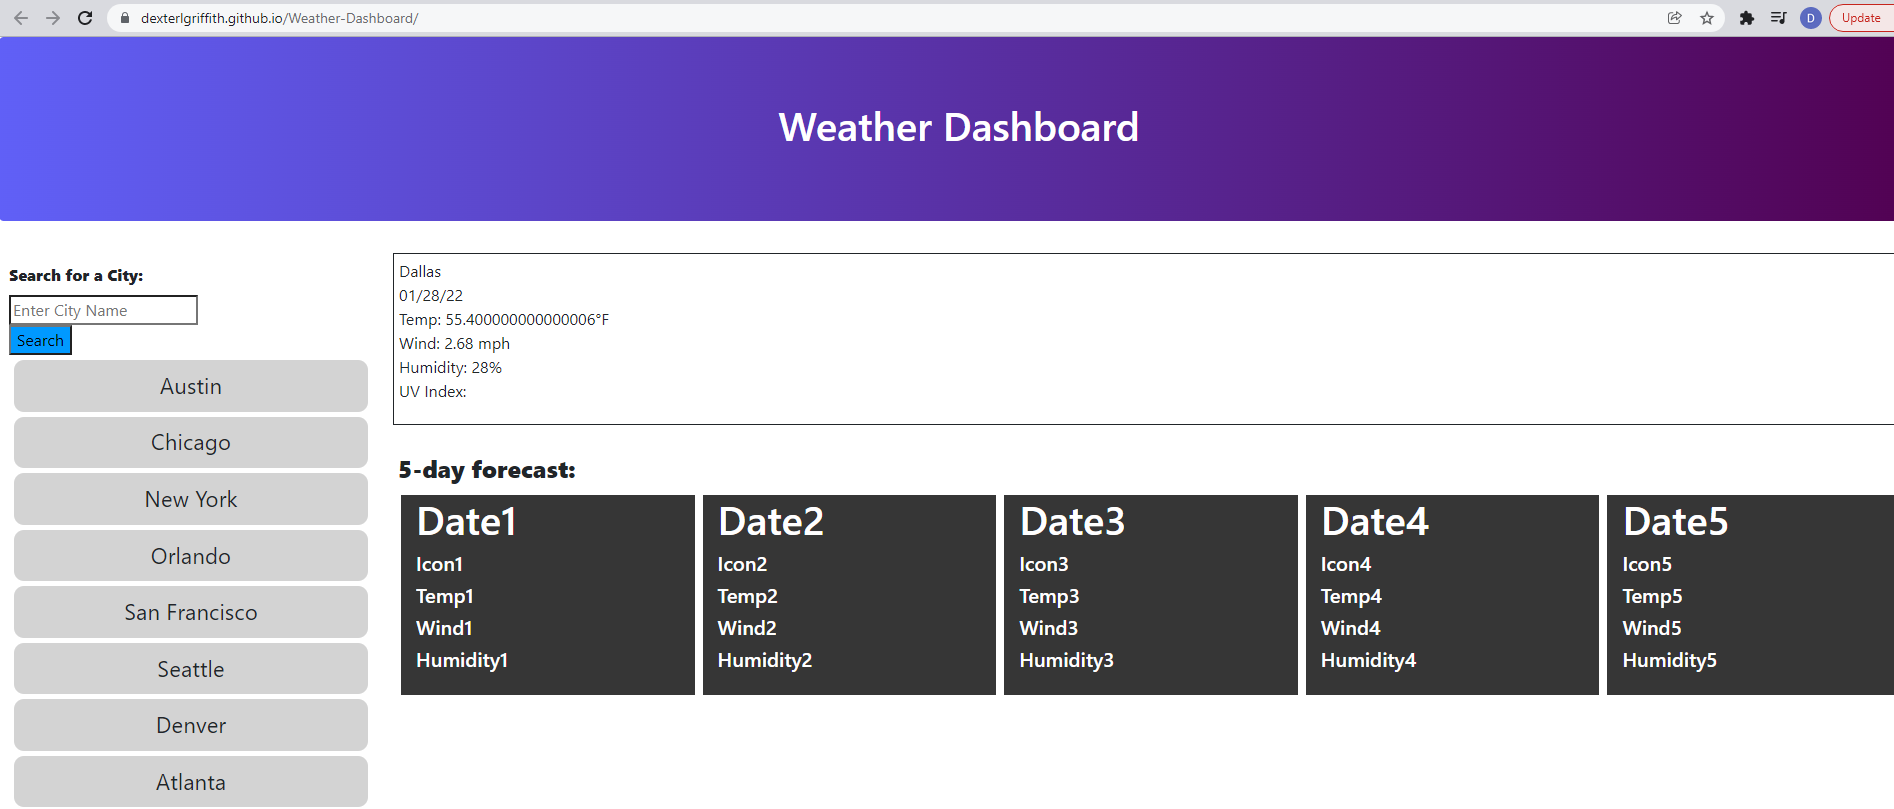 dexterlgriffith.github.io/Weather-Dashboard/
D
Update
Weather Dashboard
Search for a City:
Enter City Name
Search
Austin
Chicago
New York
Orlando
San Francisco
Seattle
Denver
Atlanta
Dallas
01/28/22
Temp: 55.400000000000006°F
Wind: 2.68 mph
Humidity: 28%
UV Index:
5-day forecast:
Date1
Icon1
Temp1
Wind1
Humidity1
Date2
Icon2
Temp2
Wind2
Humidity2
Date3
Icon3
Temp3
Wind3
Humidity3
Date4
Icon4
Temp4
Wind4
Humidity4
Date5
Icon5
Temp5
Wind5
Humidity5